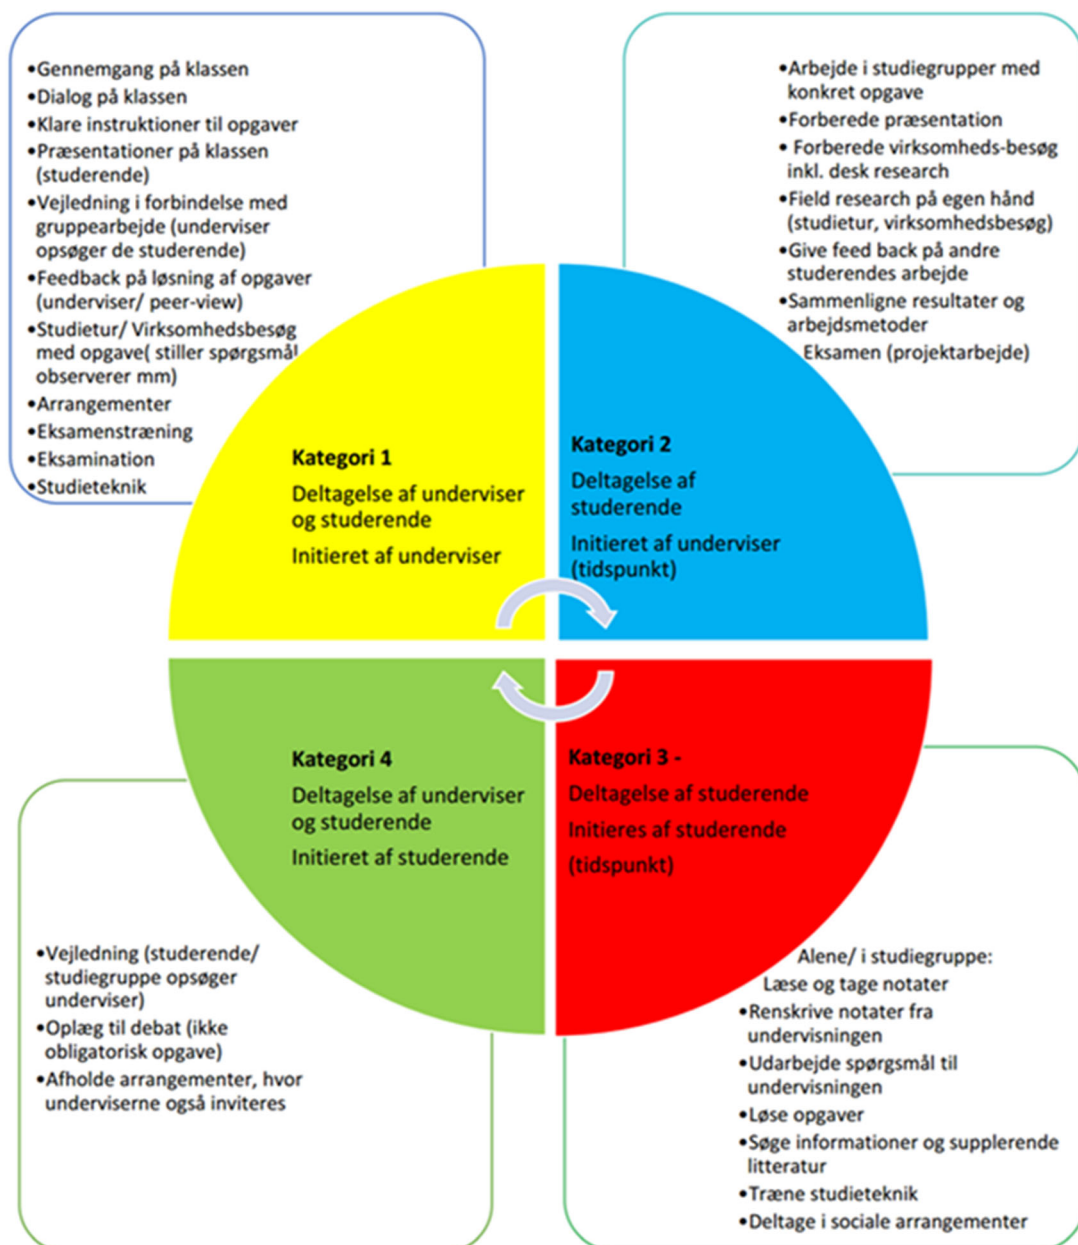 •Gennemgang på klassen
•Dialog på klassen
•Klare instruktioner til opgaver
•Præsentationer på klassen
(studerende)
•Vejledning i forbindelse med
gruppearbejde (underviser
opsøger de studerende)
•Feedback på løsning af opgaver
(underviser/ peer-view)
•Studietur/ Virksomhedsbesøg
med opgave( stiller spørgsmål
observerer mm)
•Arrangementer
•Eksamenstræning
•Eksamination
•Studieteknik
•Arbejde i studiegrupper med
konkret opgave
•Forberede præsentation
• Forberede virksomheds-besøg
inkl. desk research
•Field research på egen hånd
(studietur, virksomhedsbesøg)
•Give feed back på andre
studerendes arbejde
•Sammenligne resultater og
arbejdsmetoder
Eksamen (projektarbejde)
Kategori 1
Deltagelse af underviser
og studerende
Initieret af underviser
Kategori 2
Deltagelse af
studerende
Initieret af underviser
(tidspunkt)
Kategori 4
Deltagelse af underviser
og studerende
Initieret af studerende
Kategori 3 -
Deltagelse af studerende
Initieres af studerende
(tidspunkt)
•Vejledning (studerende/
studiegruppe opsøger
underviser)
•Oplæg til debat (ikke
obligatorisk opgave)
•Afholde arrangementer, hvor
underviserne også inviteres
Alene/ i studiegruppe:
Læse og tage notater
•Renskrive notater fra
undervisningen
•Udarbejde spørgsmål til
undervisningen
•Løse opgaver
•Søge informationer og supplerende
litteratur
•Træne studieteknik
•Deltage i sociale arrangementer